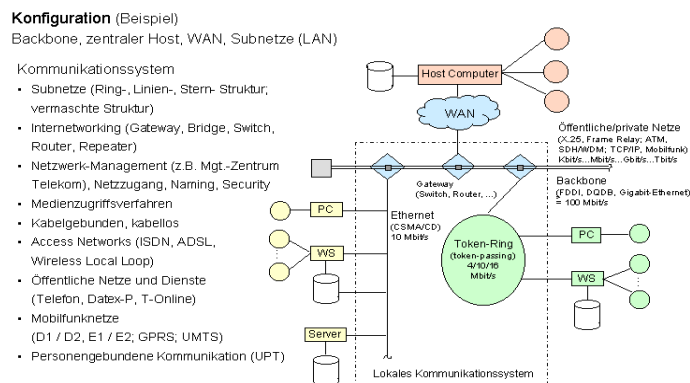 Konfiguration (Beispiel)
Backbone, zentraler Host, WAN, Subnetze (LAN)
Kommunikationssystem
• Subnetze (Ring-, Linien-, Stern- Struktur;
vermaschte Struktur)
• Internetworking (Gateway, Bridge, Switch,
Router, Repeater)
• Netzwerk-Management (z.B. Mgt.-Zentrum
Telekom), Netzzugang, Naming, Security
• Medienzugriffsverfahren
• Kabelgebunden, kabellos
• Access Networks (ISDN, ADSL,
Wireless Local Loop)
• Öffentliche Netze und Dienste
(Telefon, Datex-P, T-Online)
• Mobilfunknetze
(D1 / D2, E1 / E2; GPRS; UMTS)
• Personengebundene Kommunikation (UPT)
Host Computer
WAN
Öffentliche/private Netze
(X.25, Frame Relay; ATM,
SDH/WDM; TCP/IP, Mobilfunk)
Kbit/s...Mbit/s...Gbit/s...Tbit/s
Gateway
(Switch, Router, ...)
Backbone
(FDDI, DQDB, Gigabit-Ethernet)
= 100 Mbit/s
Ethernet
(CSMA/CD)
10 Mbit/s
PC
WS
Server
Token-Ring
(token-passing)
4/10/16
Mbit/s
PC
WS
Lokales Kommunikationssystem